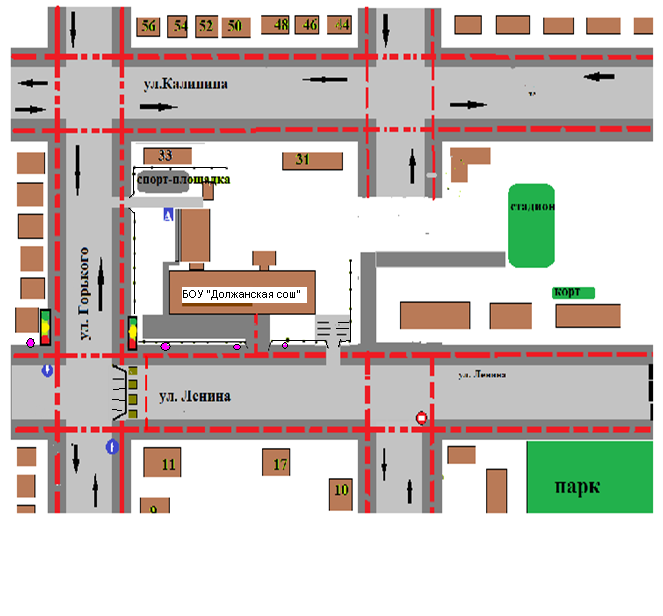 56 54 52 50 48 46 44
ул.Калинина
33
31
спорт-площадка
А
стадион
ул. Горького
БОУ "Должанская сош"
корт
ул. Ленина
ул. Ленина
11
17
10
9
парк